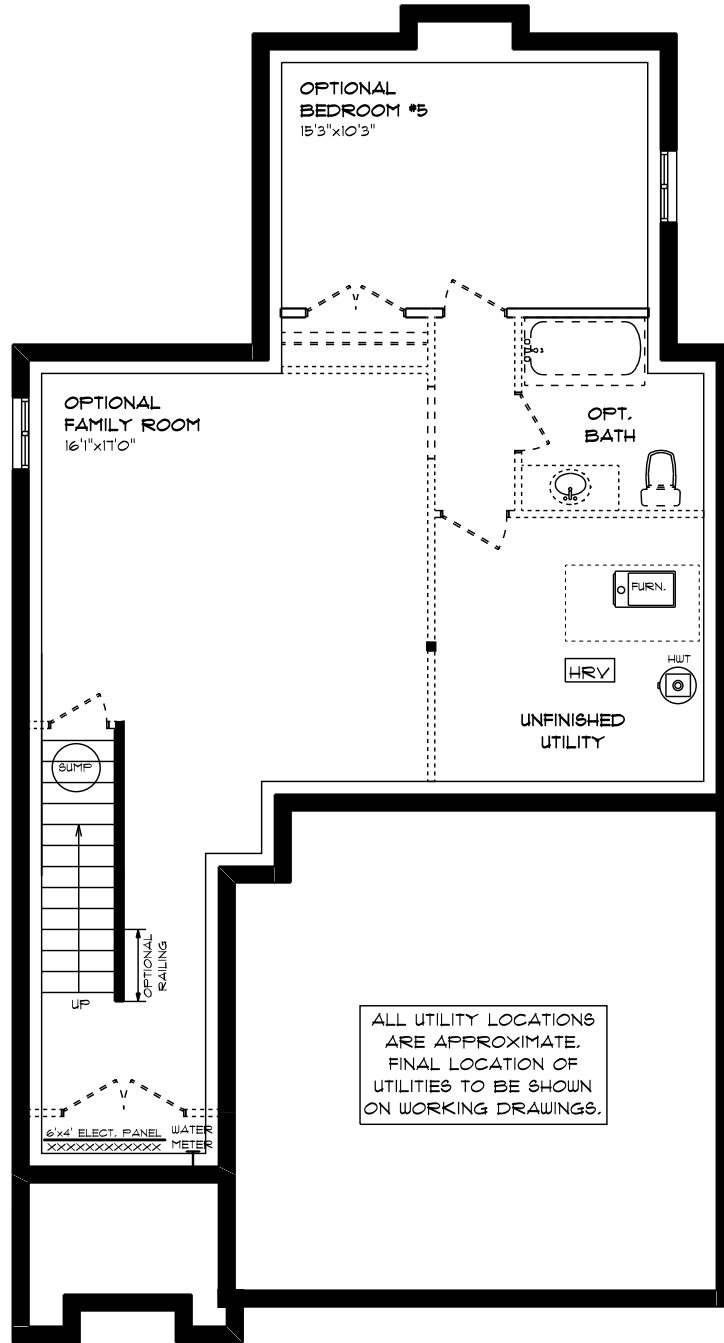 OPTIONAL
BEDROOM #5
15'3"x10'3"
OPTIONAL
FAMILY ROOM
16'1"x17'0"
OPT.
BATH
FURN.
HRV
HWT
UNFINISHED
UTILITY
SUMP
OPTIONAL
RAILING
UP
ALL UTILITY LOCATIONS
ARE APPROXIMATE.
FINAL LOCATION OF
UTILITIES TO BE SHOWN
ON WORKING DRAWINGS.
6'x4' ELECT. PANEL
XXXXXXXXXXXX
WATER
METER